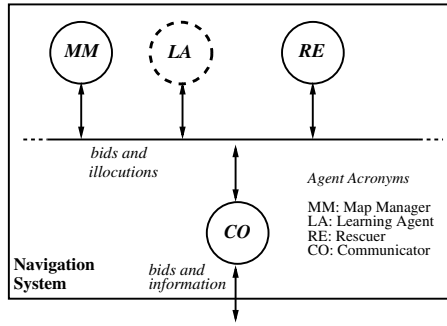 MM
LA
RE
bids and
illocutions
Agent Acronyms
MM: Map Manager
LA: Learning Agent
RE: Rescuer
CO: Communicator
CO
Navigation
System
bids and
information